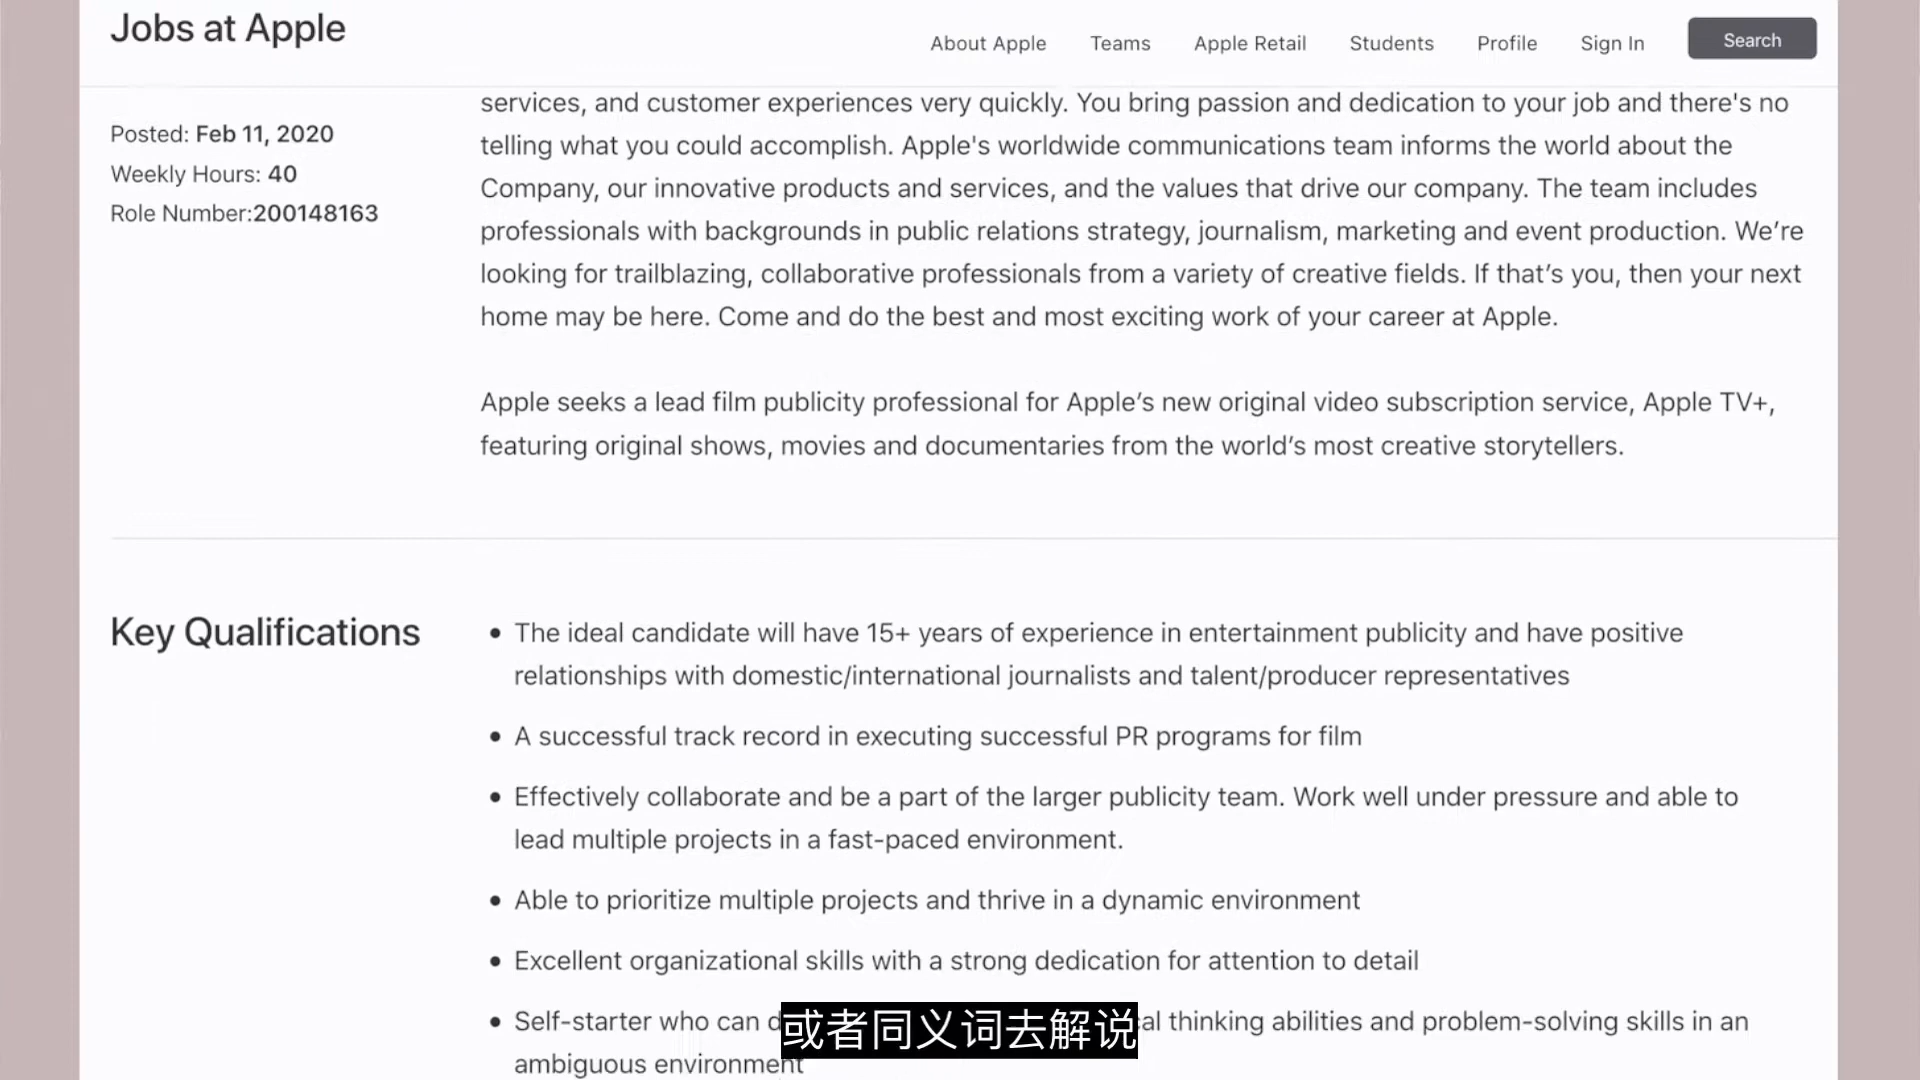 Jobs at Apple
About Apple Teams Apple Retail Students Profile Sign In Search
Posted: Feb 11, 2020
Weekly Hours: 40
Role Number:200148163
services, and customer experiences very quickly. You bring passion and dedication to your job and there's no
telling what you could accomplish. Apple's worldwide communications team informs the world about the
Company, our innovative products and services, and the values that drive our company. The team includes
professionals with backgrounds in public relations strategy, journalism, marketing and event production. We’re
looking for trailblazing, collaborative professionals from a variety of creative fields. If that’s you, then your next
home may be here. Come and do the best and most exciting work of your career at Apple.
Apple seeks a lead film publicity professional for Apple’s new original video subscription service, Apple TV+,
featuring original shows, movies and documentaries from the world’s most creative storytellers.
Key Qualifications
• The ideal candidate will have 15+ years of experience in entertainment publicity and have positive
relationships with domestic/international journalists and talent/producer representatives
• A successful track record in executing successful PR programs for film
• Effectively collaborate and be a part of the larger publicity team. Work well under pressure and able to
lead multiple projects in a fast-paced environment.
• Able to prioritize multiple projects and thrive in a dynamic environment
• Excellent organizational skills with a strong dedication for attention to detail
• Self-starter who can thinking abilities and problem-solving skills in an
ambiguous environment
或者同义词去解说